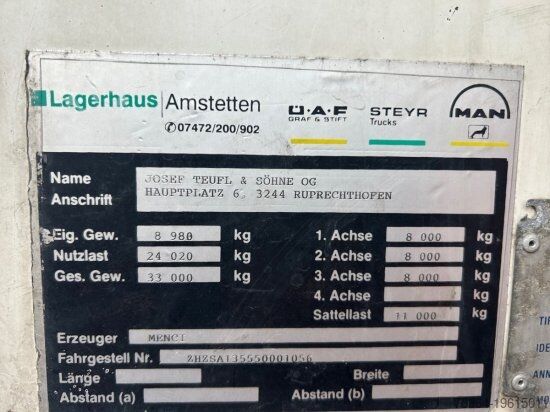 Lagerhaus Amstetten
✆07472/200/902
Ü·A·F
GRÄF & STIFT
STEYR
Trucks
MAN
Name JOSEF TEUFL & SÖHNE OG
Anschrift HAUPTPLATZ 6, 3244 RUPRECHTHOFEN
Eig. Gew. 8 980 kg 1. Achse 8 000 kg
Nutzlast 24 020 kg 2. Achse 8 000 kg
Ges. Gew. 33 000 kg 3. Achse 8 000 kg
4. Achse kg
Sattellast 11 000 kg
Erzeuger MENCI
Fahrgestell Nr. ZHZSA135550001056
Länge Breite
Abstand (a) Abstand (b)